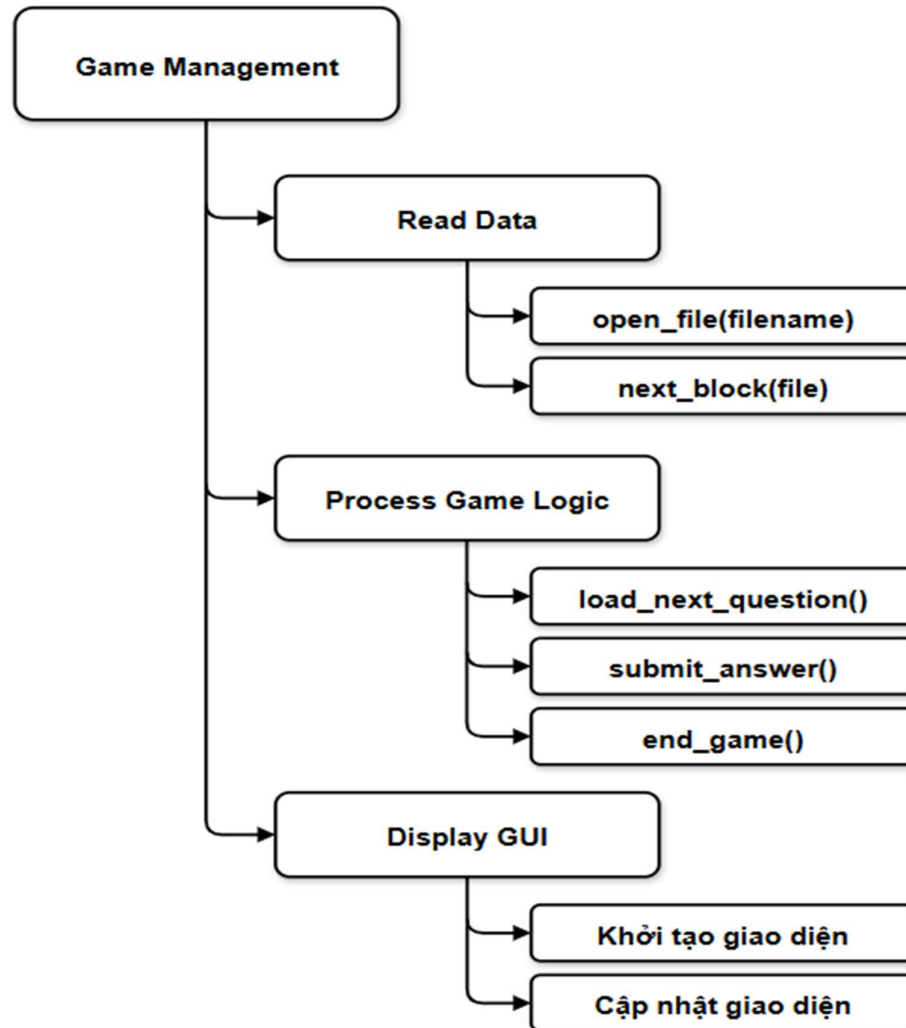 Game Management
Read Data
open_file(filename)
next_block(file)
Process Game Logic
load_next_question()
submit_answer()
end_game()
Display GUI
Khởi tạo giao diện
Cập nhật giao diện